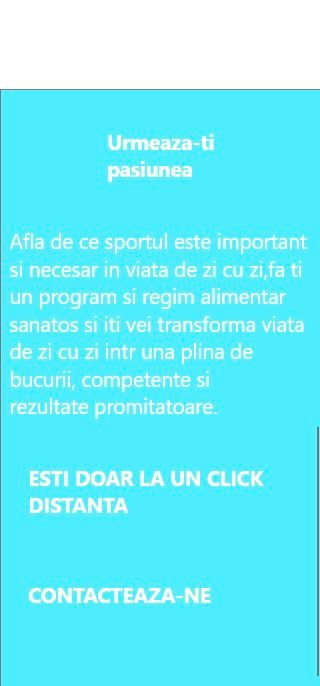 Urmeaza-ti
pasiunea
Afla de ce sportul este important
si necesar in viata de zi cu zi,fa ti
un program si regim alimentar
sanatos si iti vei transforma viata
de zi cu zi intr una plina de
bucurii, competente si
rezultate promitatoare.
ESTI DOAR LA UN CLICK
DISTANTA
CONTACTEAZA-NE